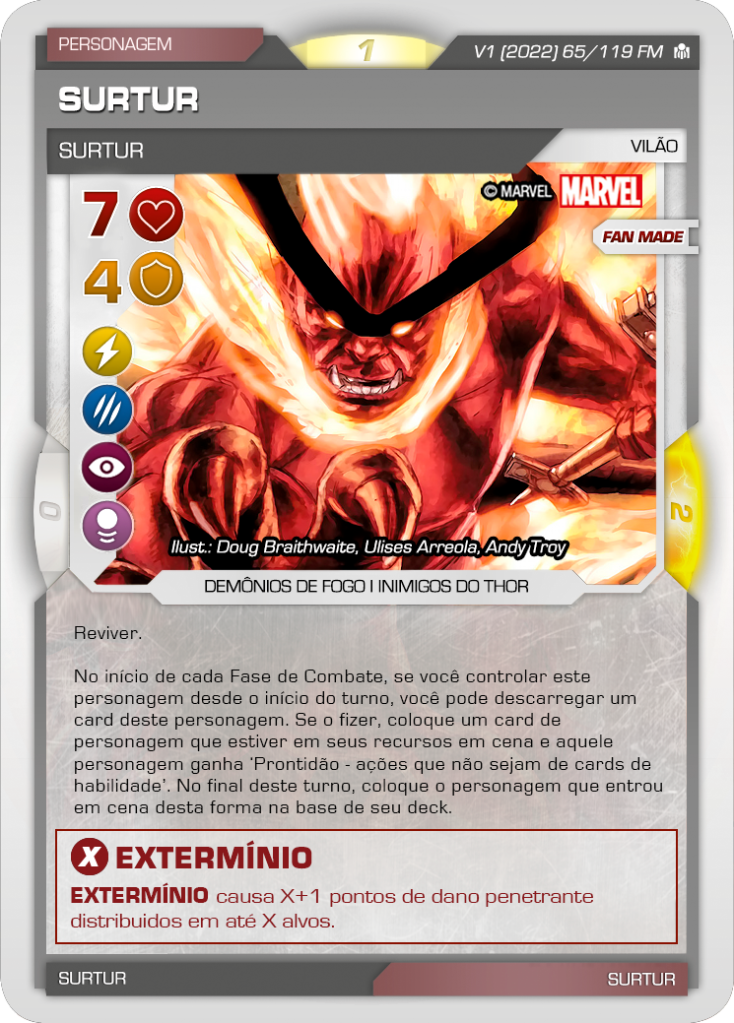 PERSONAGEM
1
V1 (2022) 65/119 FM
SURTUR
SURTUR
VILÃO
7
© MARVEL MARVEL
FAN MADE
4
0
2
Ilust.: Doug Braithwaite, Ulises Arreola, Andy Troy
DEMÔNIOS DE FOGO | INIMIGOS DO THOR
Reviver.
No início de cada Fase de Combate, se você controlar este
personagem desde o início do turno, você pode descarregar um
card deste personagem. Se o fizer, coloque um card de
personagem que estiver em seus recursos em cena e aquele
personagem ganha 'Prontidão - ações que não sejam de cards de
habilidade'. No final deste turno, coloque o personagem que entrou
em cena desta forma na base de seu deck.
X EXTERMÍNIO
EXTERMÍNIO causa X+1 pontos de dano penetrante
distribuidos em até X alvos.
SURTUR
SURTUR